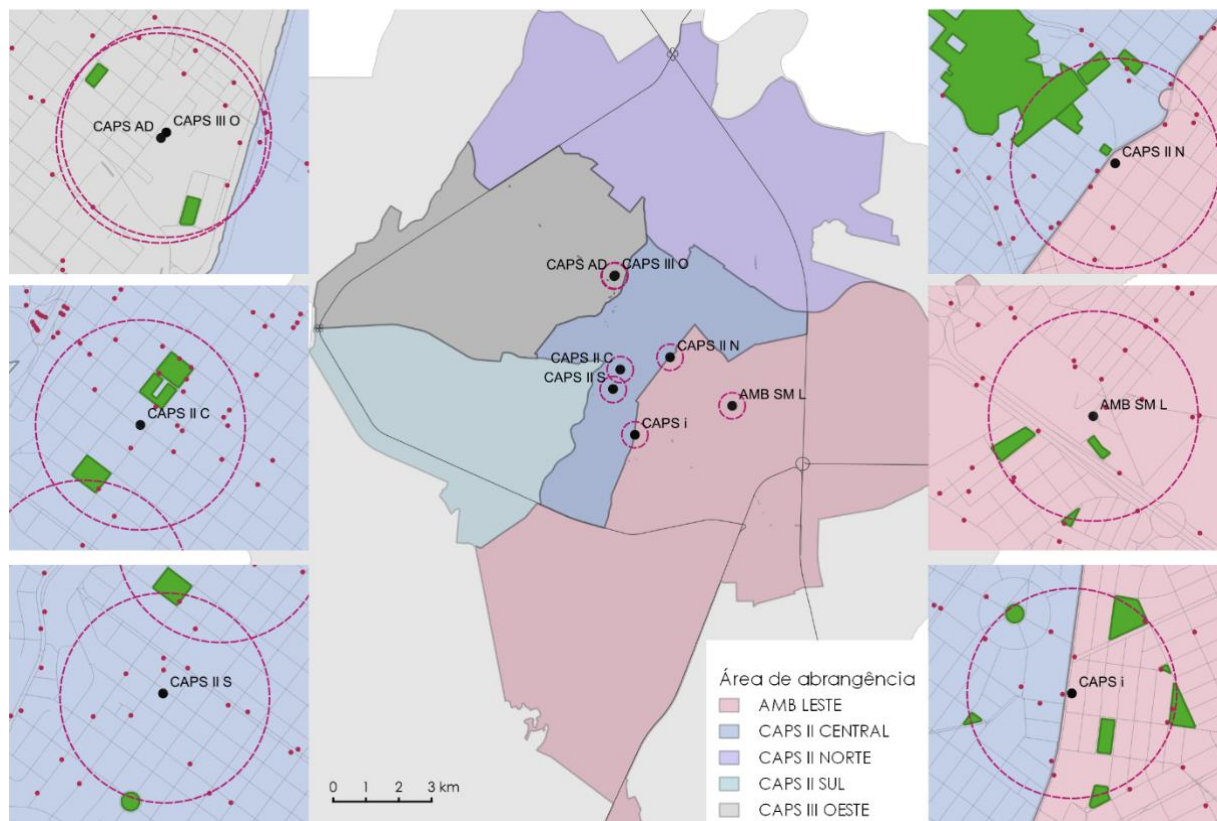 CAPS AD
CAPS III O
CAPS II C
CAPS II S
CAPS AD
CAPS III O
CAPS II C
CAPS II N
CAPS II S
AMB SM L
CAPS i
CAPS II N
AMB SM L
CAPS i
Área de abrangência
AMB LESTE
CAPS II CENTRAL
CAPS II NORTE
CAPS II SUL
CAPS III OESTE
0 1 2 3 km